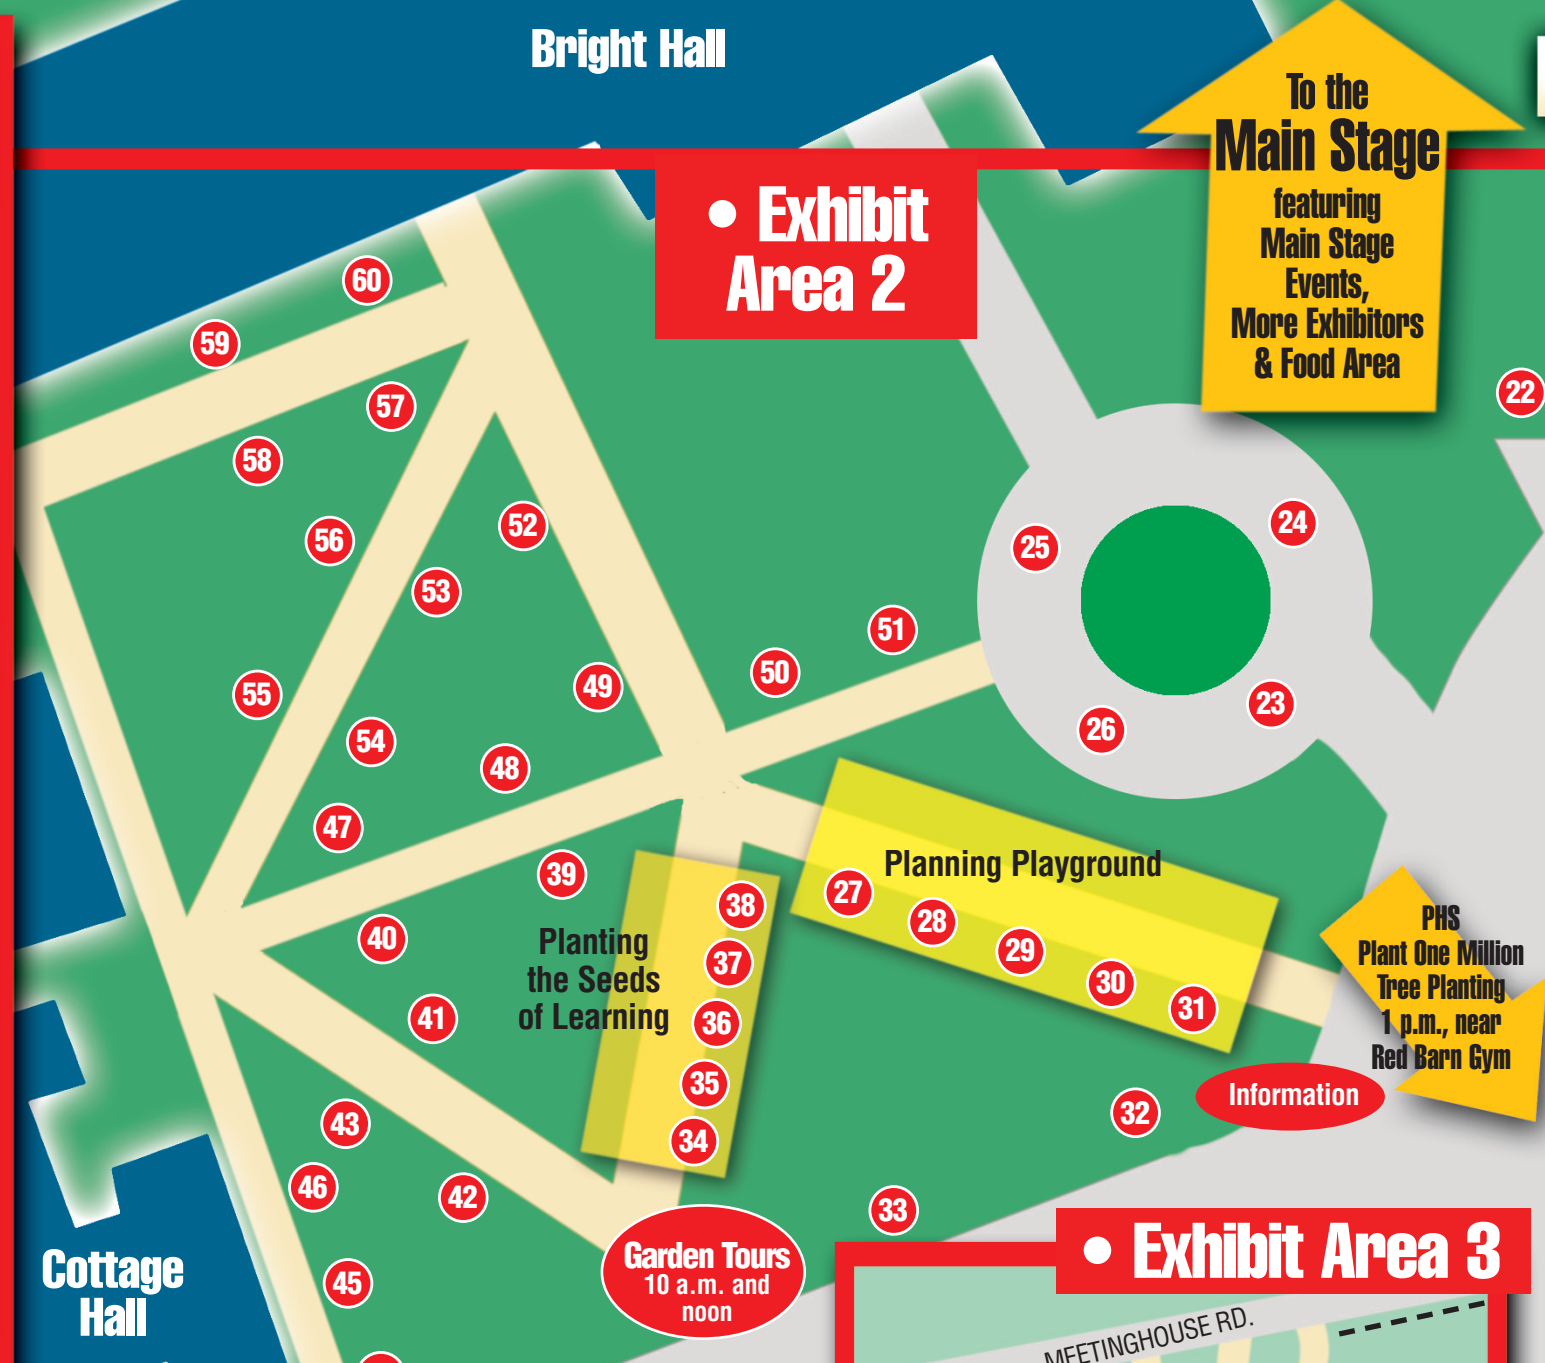 Bright Hall
To the
Main Stage
featuring
Main Stage
Events,
More Exhibitors
& Food Area
• Exhibit
Area 2
60
59
57
58
22
52
56
24
25
53
51
50
49
55
23
26
54
48
47
Planning Playground
39
27
38
28
40
29
37
30
31
Planting
the Seeds
of Learning
41
36
35
34
PHS
Plant One Million
Tree Planting
1 p.m., near
Red Barn Gym
Information
32
43
46
42
33
Garden Tours
10 a.m. and
noon
• Exhibit Area 3
Cottage
Hall
45
MEETINGHOUSE RD.